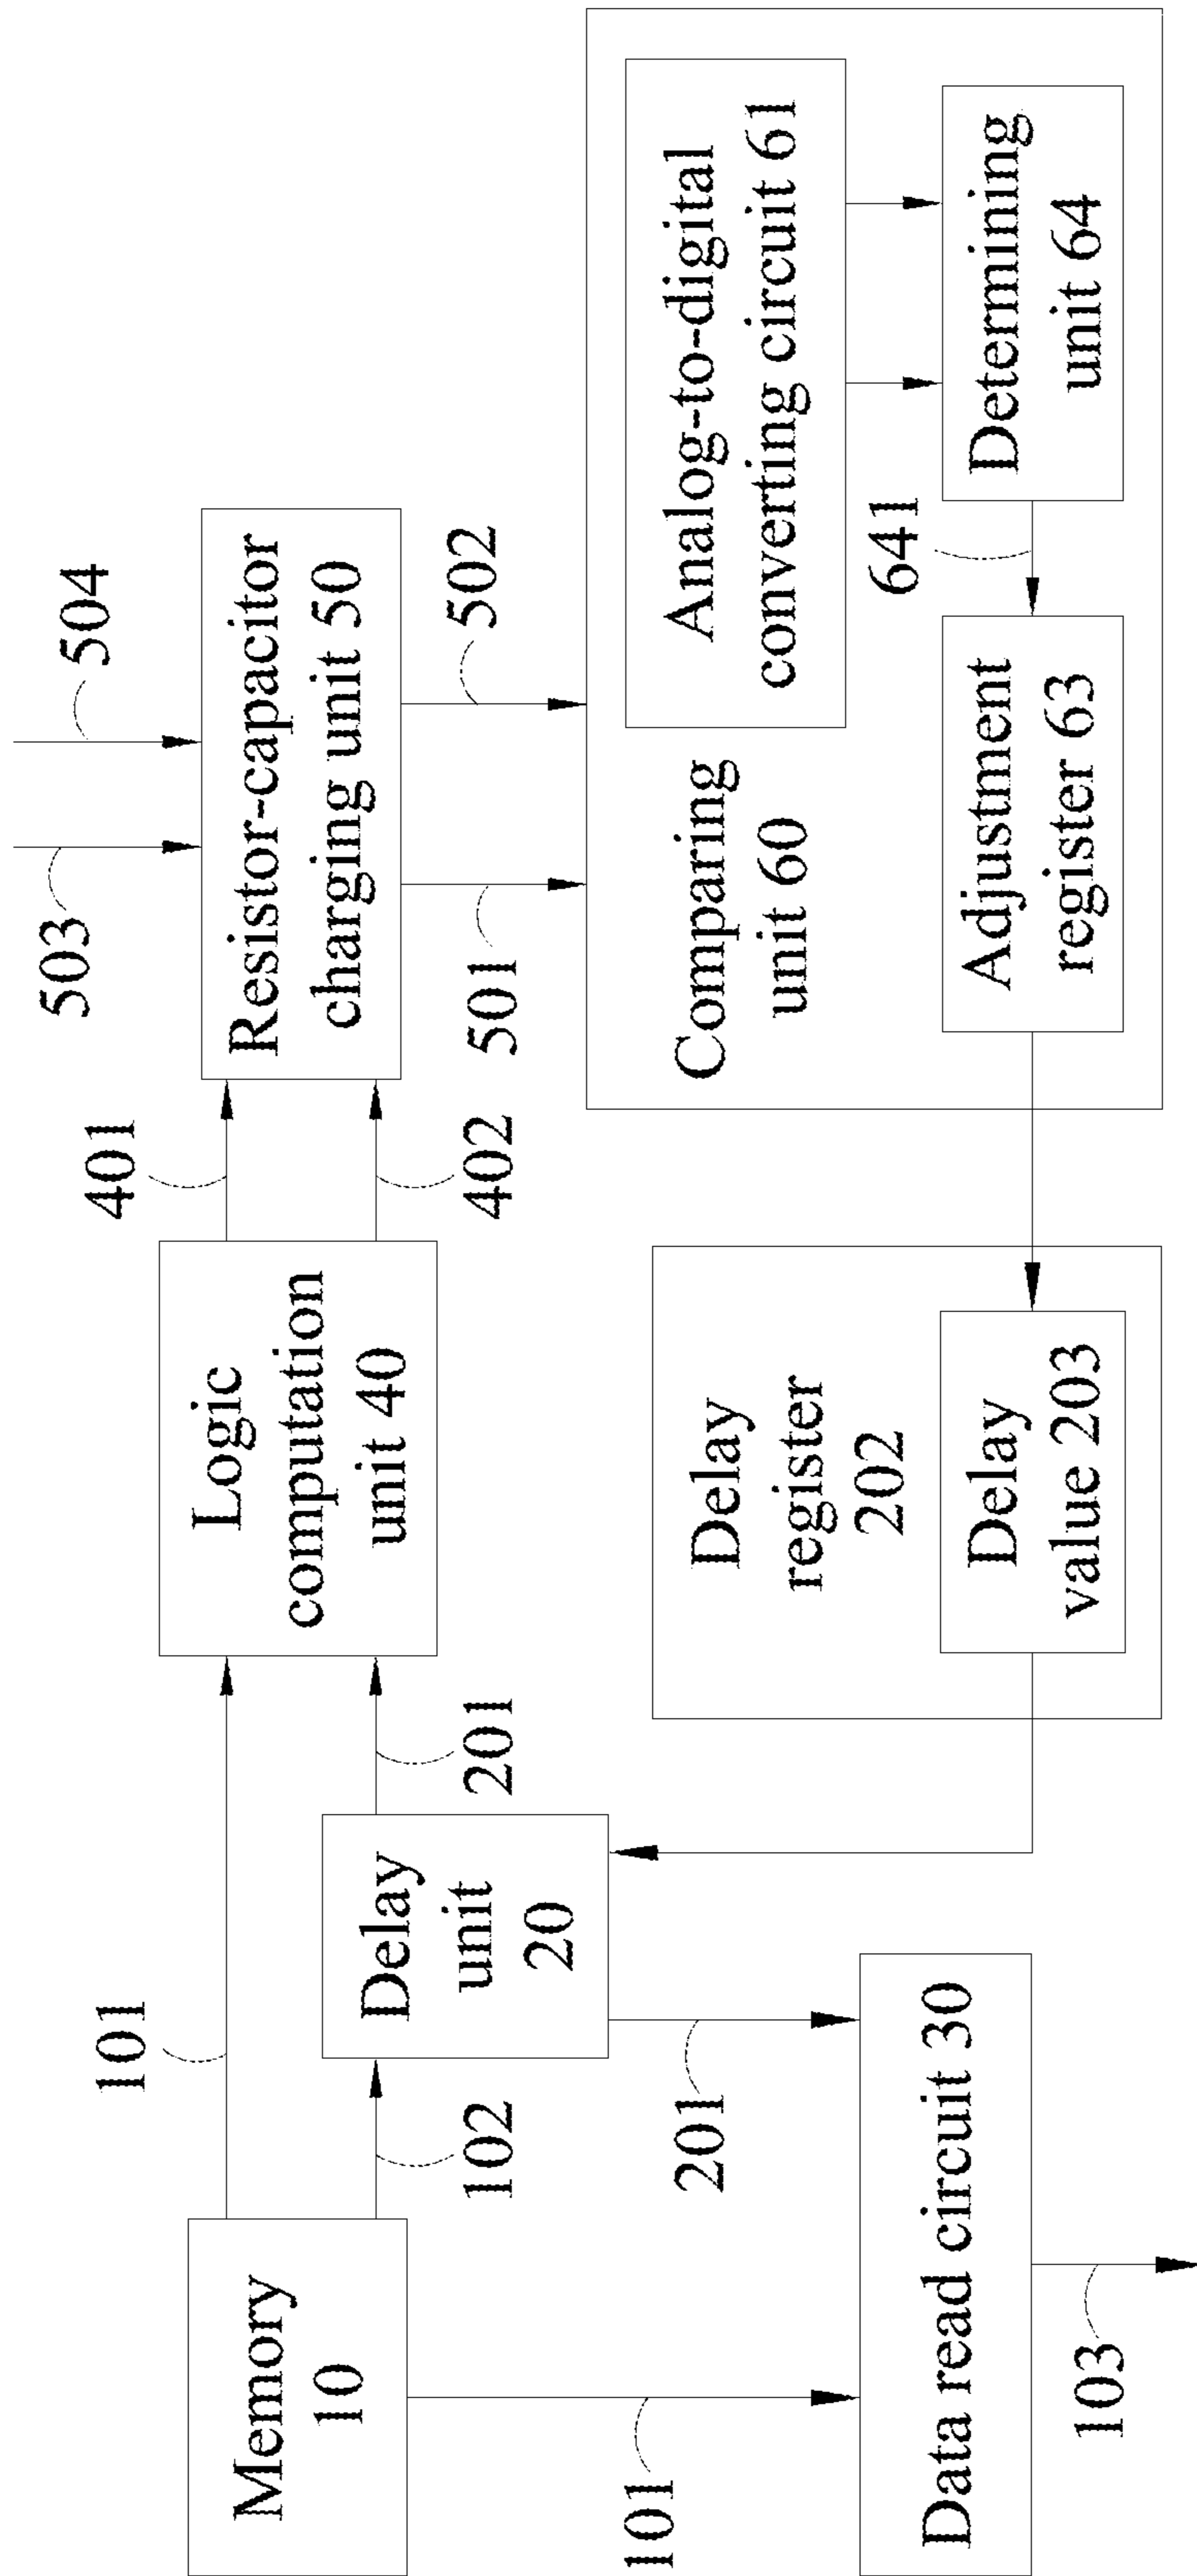 503
504
101
401
Memory
10
Logic
computation
unit 40
Resistor-capacitor
charging unit 50
102
Delay
unit
20
201
402
501
502
101
201
Delay
register
202
Comparing
unit 60
Analog-to-digital
converting circuit 61
641
Data read circuit 30
Delay
value 203
Adjustment
register 63
Determining
unit 64
103